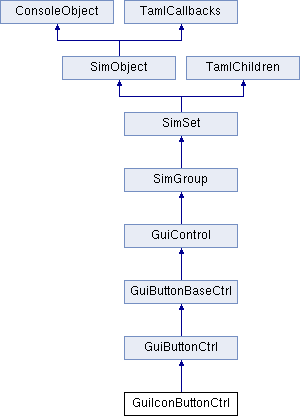 ConsoleObject TamlCallbacks
SimObject TamlChildren
SimSet
SimGroup
GuiControl
GuiButtonBaseCtrl
GuiButtonCtrl
GuiIconButtonCtrl